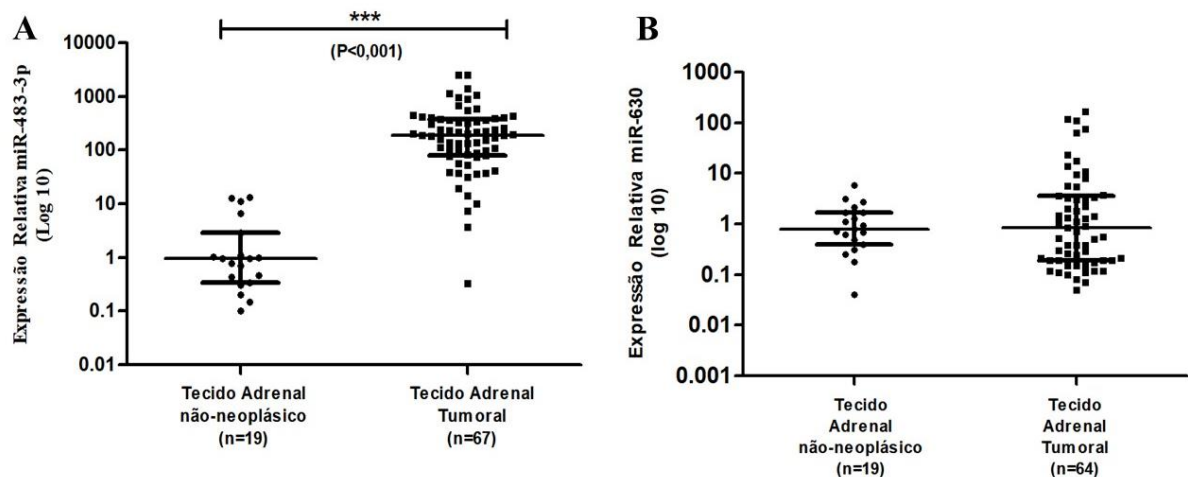 A
***
(P<0,001)
Expressão Relativa miR-483-3p
(Log 10)
10000
1000
100
10
1
0.1
0.01
Tecido Adrenal
não-neoplásico
(n=19)
Tecido Adrenal
Tumoral
(n=67)
B
Expressão Relativa miR-630
(log 10)
1000
100
10
1
0.1
0.01
0.001
Tecido
Adrenal
não-neoplásico
(n=19)
Tecido
Adrenal
Tumoral
(n=64)